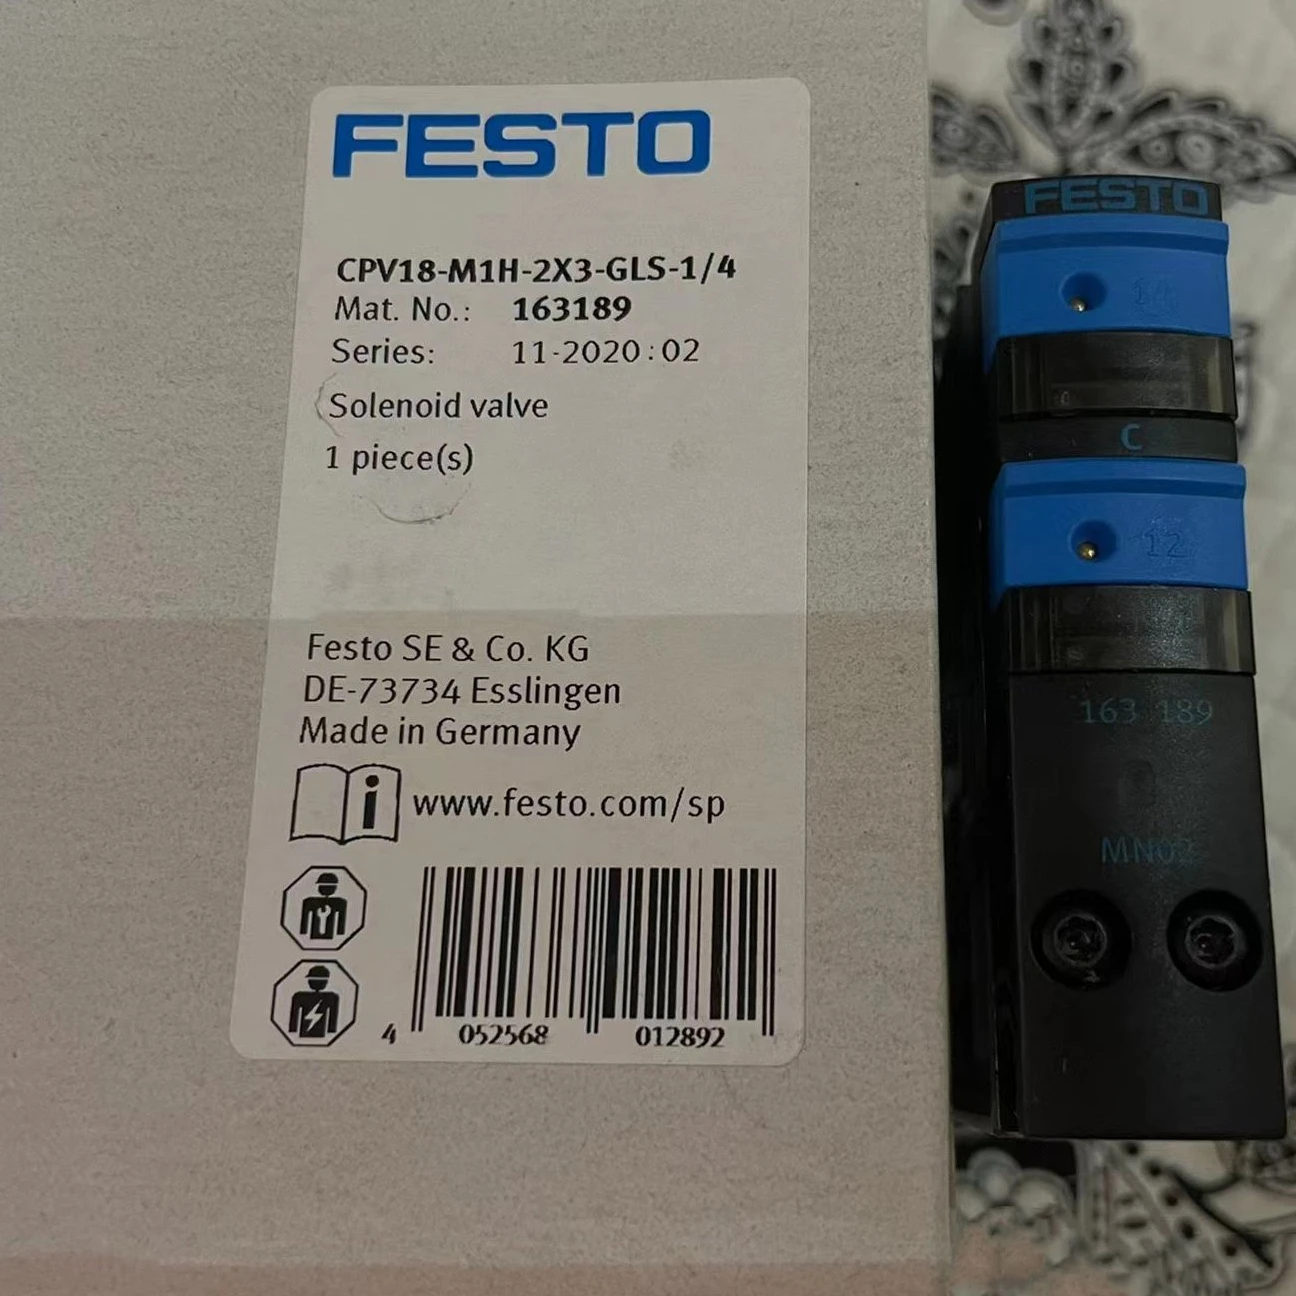 FESTO
CPV18-M1H-2X3-GLS-1/4
Mat. No.: 163189
Series: 11-2020:02
Solenoid valve
1 piece(s)
Festo SE & Co. KG
DE-73734 Esslingen
Made in Germany
www.festo.com/sp
4 052568 012892
FESTO
14
C
12
163 189